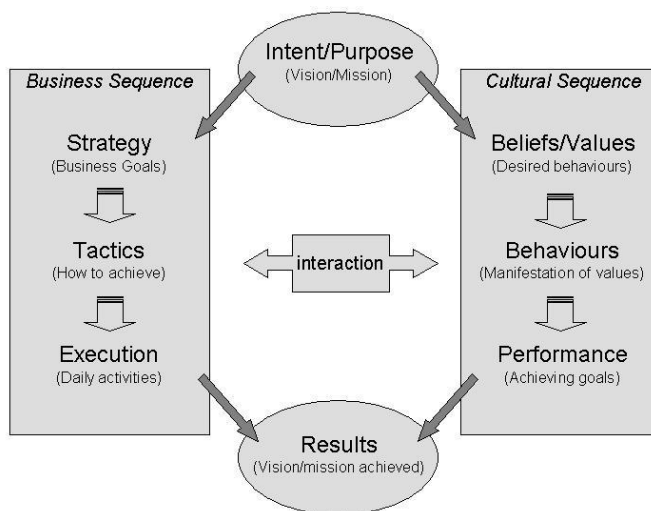 Intent/Purpose
(Vision/Mission)
Business Sequence
Strategy
(Business Goals)
Tactics
(How to achieve)
Execution
(Daily activities)
interaction
Cultural Sequence
Beliefs/Values
(Desired behaviours)
Behaviours
(Manifestation of values)
Performance
(Achieving goals)
Results
(Vision/mission achieved)